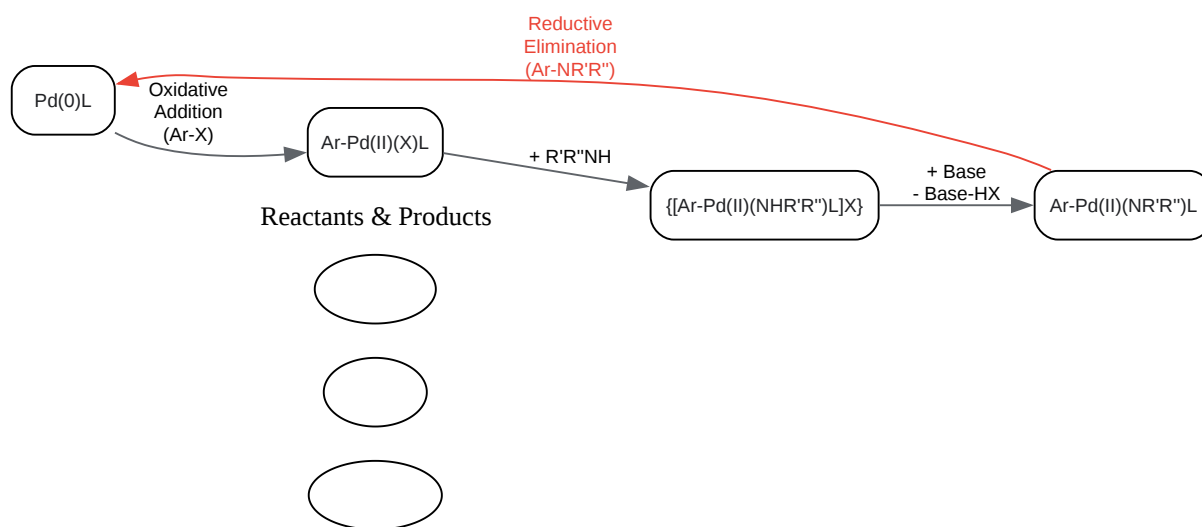 Reductive
Elimination
(Ar-NR'R")
Pd(0)L
Oxidative
Addition
(Ar-X)
Ar-Pd(II)(X)L
+ R'R"NH
{[Ar-Pd(II)(NHR'R")L]X}
+ Base
- Base-HX
Ar-Pd(II)(NR'R")L
Reactants & Products